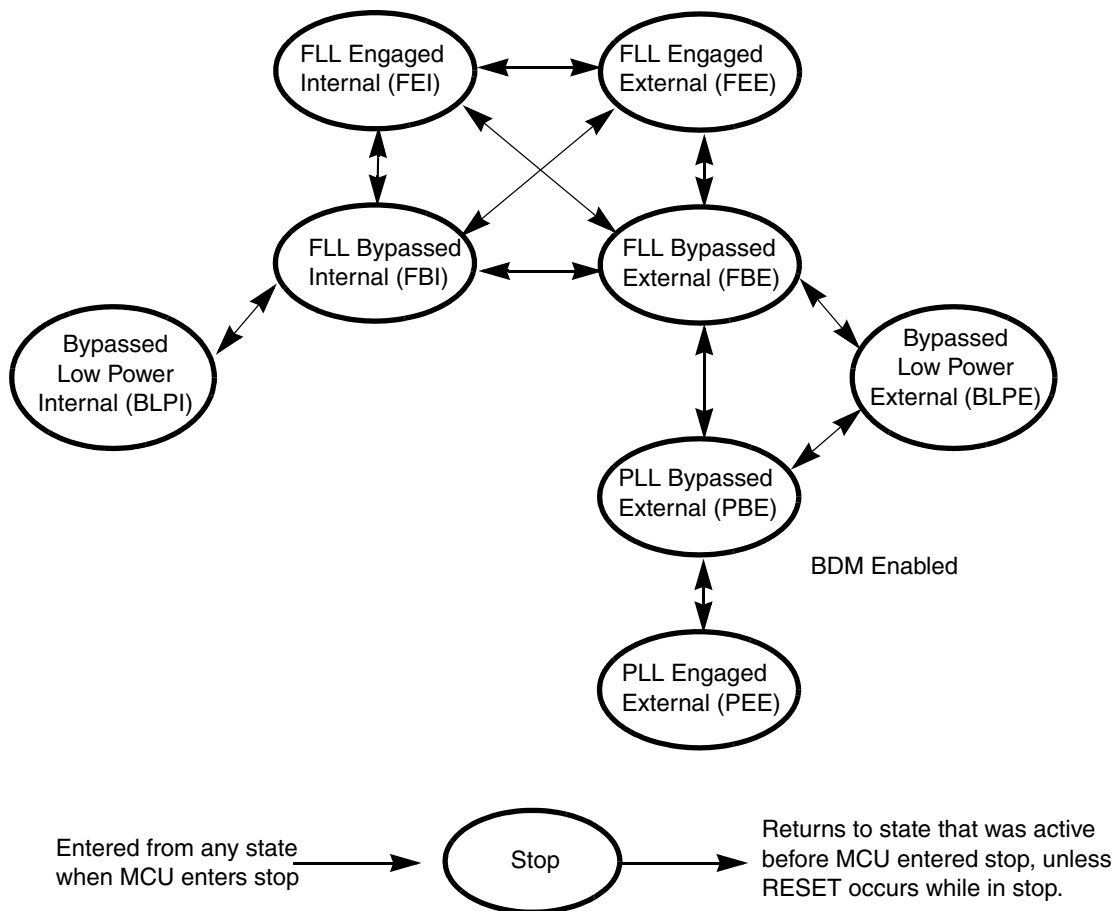 FLL Engaged
Internal (FEI)
FLL Engaged
External (FEE)
FLL Bypassed
Internal (FBI)
FLL Bypassed
External (FBE)
Bypassed
Low Power
Internal (BLPI)
Bypassed
Low Power
External (BLPE)
PLL Bypassed
External (PBE)
BDM Enabled
PLL Engaged
External (PEE)
Entered from any state
when MCU enters stop
Stop
Returns to state that was active
before MCU entered stop, unless
RESET occurs while in stop.